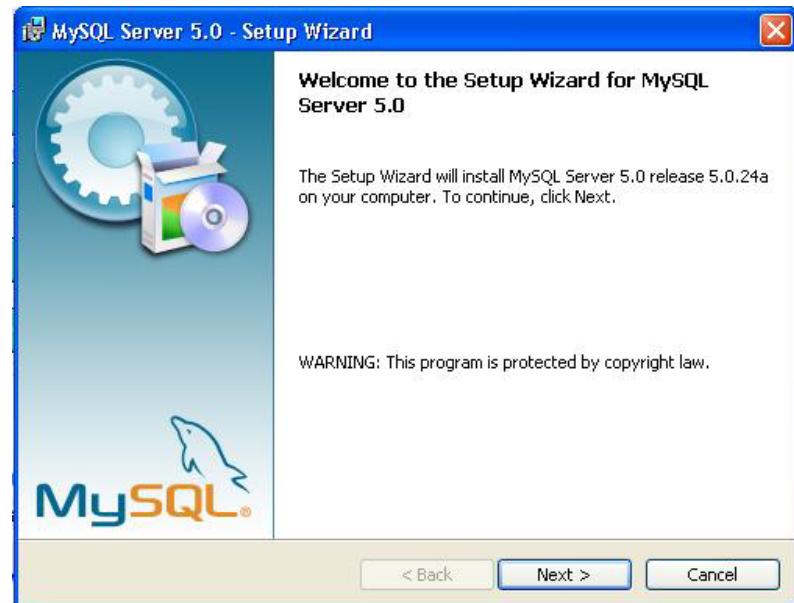 MySQL Server 5.0 - Setup Wizard
Welcome to the Setup Wizard for MySQL
Server 5.0
The Setup Wizard will install MySQL Server 5.0 release 5.0.24a
on your computer. To continue, click Next.
WARNING: This program is protected by copyright law.
MySQL®
< Back
Next >
Cancel